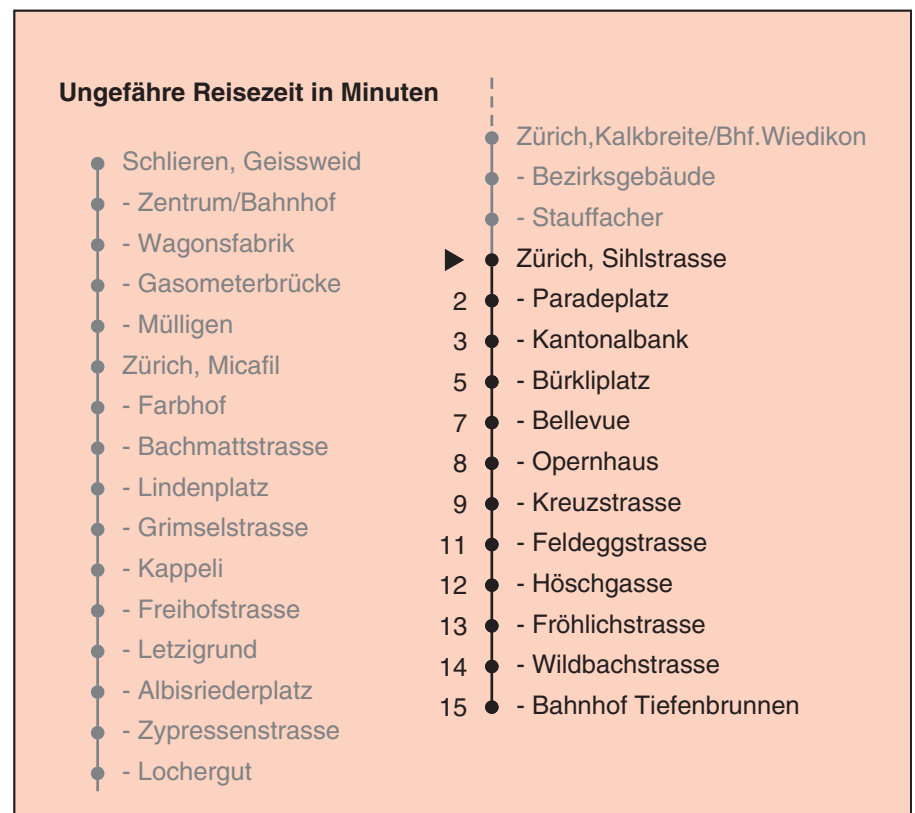 Ungefähre Reisezeit in Minuten
Schlieren, Geissweid
- Zentrum/Bahnhof
- Wagonsfabrik
- Gasometerbrücke
- Mülligen
Zürich, Micafil
- Farbhof
- Bachmattstrasse
- Lindenplatz
- Grimselstrasse
- Kappeli
- Freihofstrasse
- Letzigrund
- Albisriederplatz
- Zypressenstrasse
- Lochergut
Zürich,Kalkbreite/Bhf.Wiedikon
- Bezirksgebäude
- Stauffacher
Zürich, Sihlstrasse
2 - Paradeplatz
3 - Kantonalbank
5 - Bürkliplatz
7 - Bellevue
8 - Opernhaus
9 - Kreuzstrasse
11 - Feldeggstrasse
12 - Höschgasse
13 - Fröhlichstrasse
14 - Wildbachstrasse
15 - Bahnhof Tiefenbrunnen